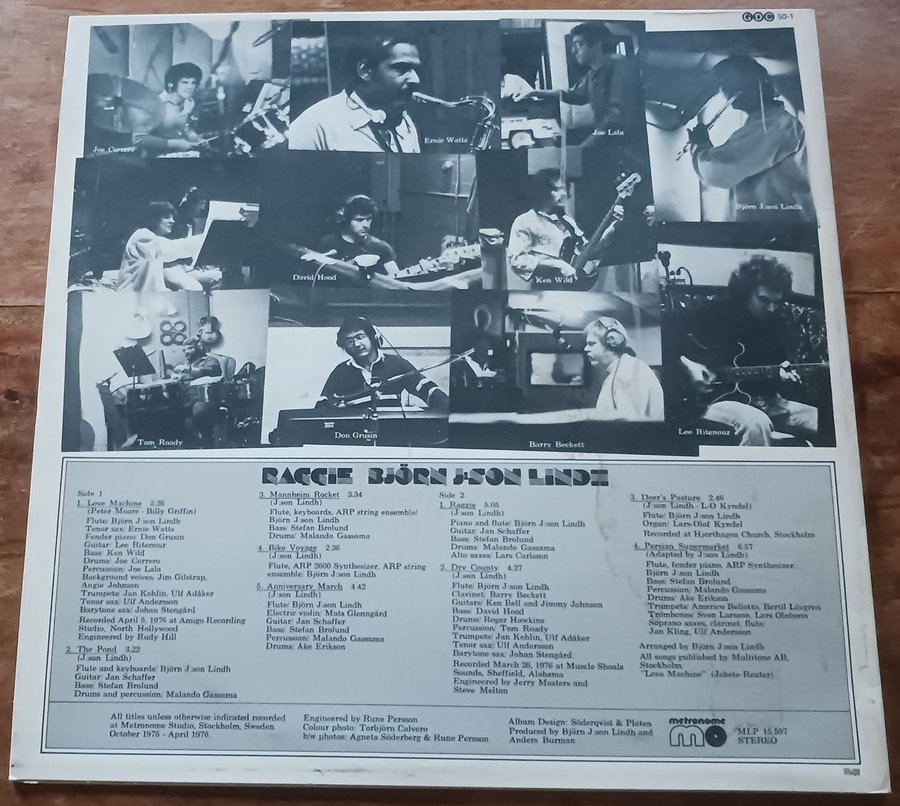 GDC 50-1
Joe Correro
Ernie Watts
Joe Lala
Björn J:son Lindh
David Hood
Ken Wild
Tom Roady
Don Grusin
Barry Beckett
Lee Ritenour
RAGGIE BJÖRN J:SON LINDH
Side 1
1. Love Machine 5.26
(Peter Moore - Billy Griffin)
Flute: Björn J:son Lindh
Tenor sax: Ernie Watts
Fender piano: Don Grusin
Guitar: Lee Ritenour
Bass: Ken Wild
Drums: Joe Correro
Percussion: Joe Lala
Background voices: Jim Gilstrap,
Angie Johnson
Trumpets: Jan Kohlin, Ulf Adåker
Tenor sax: Ulf Andersson
Barytone sax: Johan Stengård
Recorded April 5, 1976 at Amigo Recording
Studio, North Hollywood
Engineered by Rudy Hill
2. The Pond 3.22
(J:son Lindh)
Flute and keyboards: Björn J:son Lindh
Guitar: Jan Schaffer
Bass: Stefan Brolund
Drums and percussion: Malando Gassama
3. Mannheim Rocket 3.34
(J:son Lindh)
Flute, keyboards, ARP string ensemble:
Björn J:son Lindh
Bass: Stefan Brolund
Drums: Malando Gassama
4. Bike Voyage 2.36
(J:son Lindh)
Flute, ARP 2600 Synthesizer, ARP string
ensemble: Björn J:son Lindh
5. Anniversary March 4.42
(J:son Lindh)
Flute: Björn J:son Lindh
Electric violin: Mats Glenngård
Guitar: Jan Schaffer
Bass: Stefan Brolund
Percussion: Malando Gassama
Drums: Åke Eriksson
Side 2
1. Raggie 5.05
(J:son Lindh)
Piano and flute: Björn J:son Lindh
Guitar: Jan Schaffer
Bass: Stefan Brolund
Drums: Malando Gassama
Alto saxes: Lars Carlsson
2. Dry County 4.27
(J:son Lindh)
Flute: Björn J:son Lindh
Clavinet: Barry Beckett
Guitars: Ken Bell and Jimmy Johnson
Bass: David Hood
Drums: Roger Hawkins
Percussion: Tom Roady
Trumpets: Jan Kohlin, Ulf Adåker
Tenor sax: Ulf Andersson
Barytone sax: Johan Stengård
Recorded March 26, 1976 at Muscle Shoals
Sounds, Sheffield, Alabama
Engineered by Jerry Masters and
Steve Melton
3. Deer's Pasture 2.46
(J:son Lindh - L-O Kyndel)
Flute: Björn J:son Lindh
Organ: Lars-Olof Kyndel
Recorded at Hjorthagen Church, Stockholm
4. Persian Supermarket 6.57
(Adapted by J:son Lindh)
Flute, fender piano, ARP Synthesizer:
Björn J:son Lindh
Bass: Stefan Brolund
Percussion: Malando Gassama
Drums: Åke Eriksson
Trumpets: Americo Bellotto, Bertil Lövgren
Trombones: Sven Larsson, Lars Olofsson
Soprano saxes, clarinet, flute:
Jan Kling, Ulf Andersson
Arranged by Björn J:son Lindh
All songs published by Multitone AB,
Stockholm.
"Love Machine" (Jobete-Reuter)
All titles unless otherwise indicated recorded
at Metronome Studio, Stockholm, Sweden
October 1975 - April 1976.
Engineered by Rune Persson
Colour photo: Torbjörn Calvero
b/w photos: Agneta Söderberg & Rune Persson
Album Design: Söderqvist & Platen
Produced by Björn J:son Lindh and
Anders Burman
metronome
MLP 15.597
STEREO